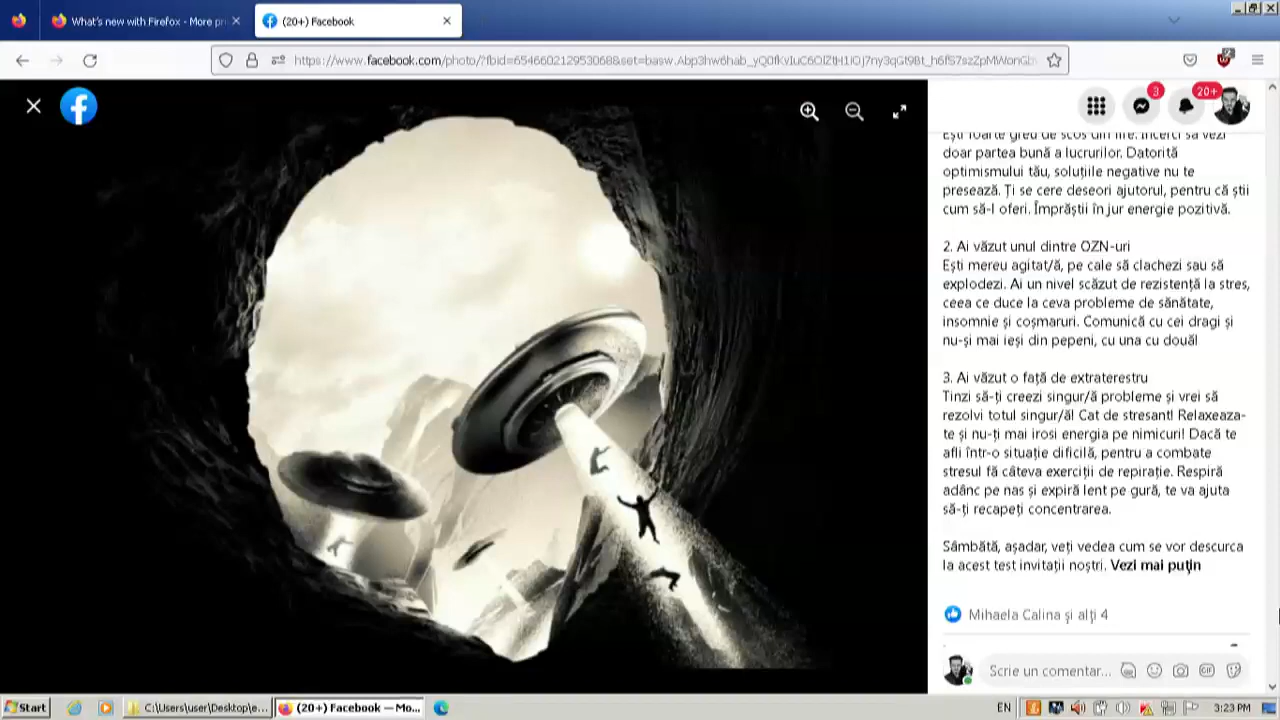 What's new with Firefox - More pr
(20+) Facebook
https://www.facebook.com/photo/?fbid=654660212953068&set=basw.
3
20+
Ești foarte greu de scos din fire. Încerci să vezi
doar partea bună a lucrurilor. Datorită
optimismului tău, soluțiile negative nu te
presează. Ți se cere deseori ajutorul, pentru că știi
cum să-l oferi. Împrăștii în jur energie pozitivă.
2. Ai văzut unul dintre OZN-uri
Ești mereu agitat/ă, pe cale să clachezi sau să
explodezi. Ai un nivel scăzut de rezistență la stres,
ceea ce duce la ceva probleme de sănătate,
insomnie și coșmaruri. Comunică cu cei dragi și
nu-și mai ieși din pepeni, cu una cu două!
3. Ai văzut o față de extraterestru
Tinzi să-ți creezi singur/ă probleme și vrei să
rezolvi totul singur/ă! Cat de stresant! Relaxeaza-
te și nu-ți mai irosi energia pe nimicuri! Dacă te
afli într-o situație dificilă, pentru a combate
stresul fă câteva exerciții de repirație. Respiră
adânc pe nas și expiră lent pe gură, te va ajuta
să-ți recapeți concentrarea.
Sâmbătă, așadar, veți vedea cum se vor descurca
la acest test invitații noștri. Vezi mai puţin
Mihaela Calina și alți 4
Scrie un comentar...
GIF
Start
C:\Users\user\Desktop\e...
(20+) Facebook — Mo...
EN
3:23 PM